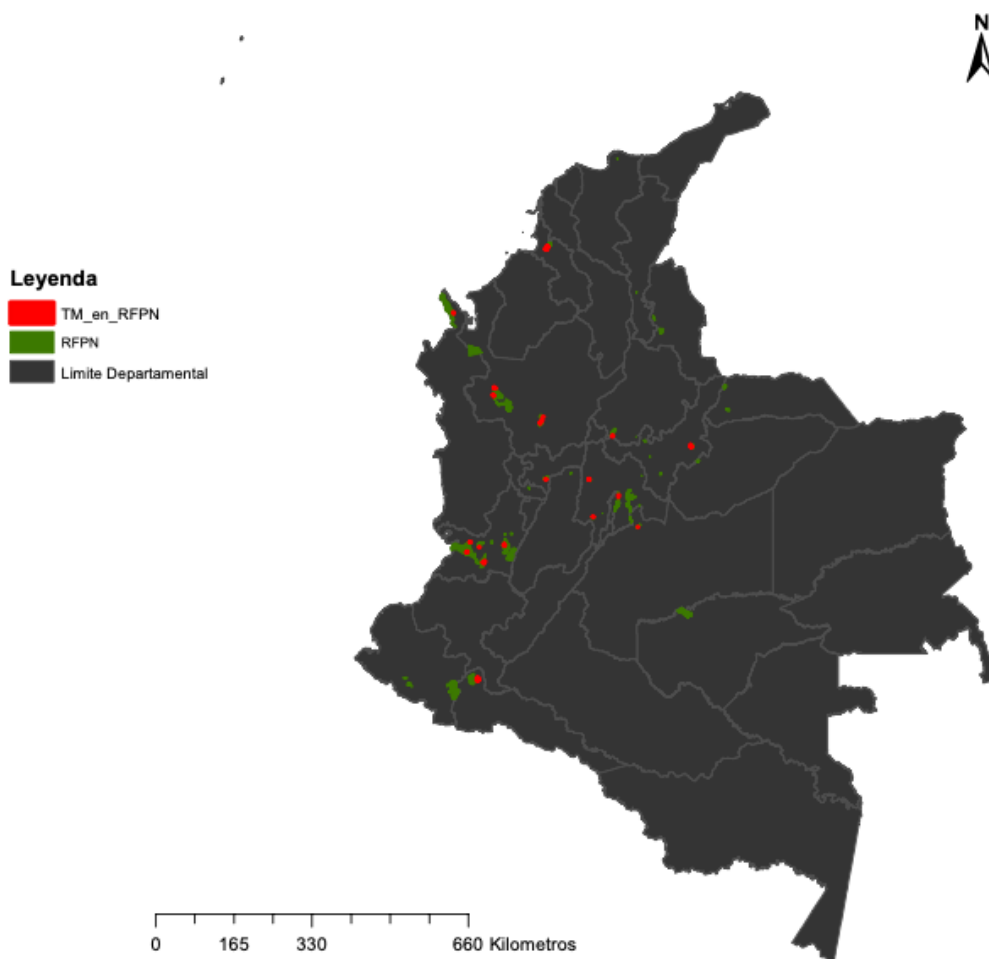 N
Leyenda
TM_en_RFPN
RFPN
Limite Departamental
0 165 330 660 Kilometros